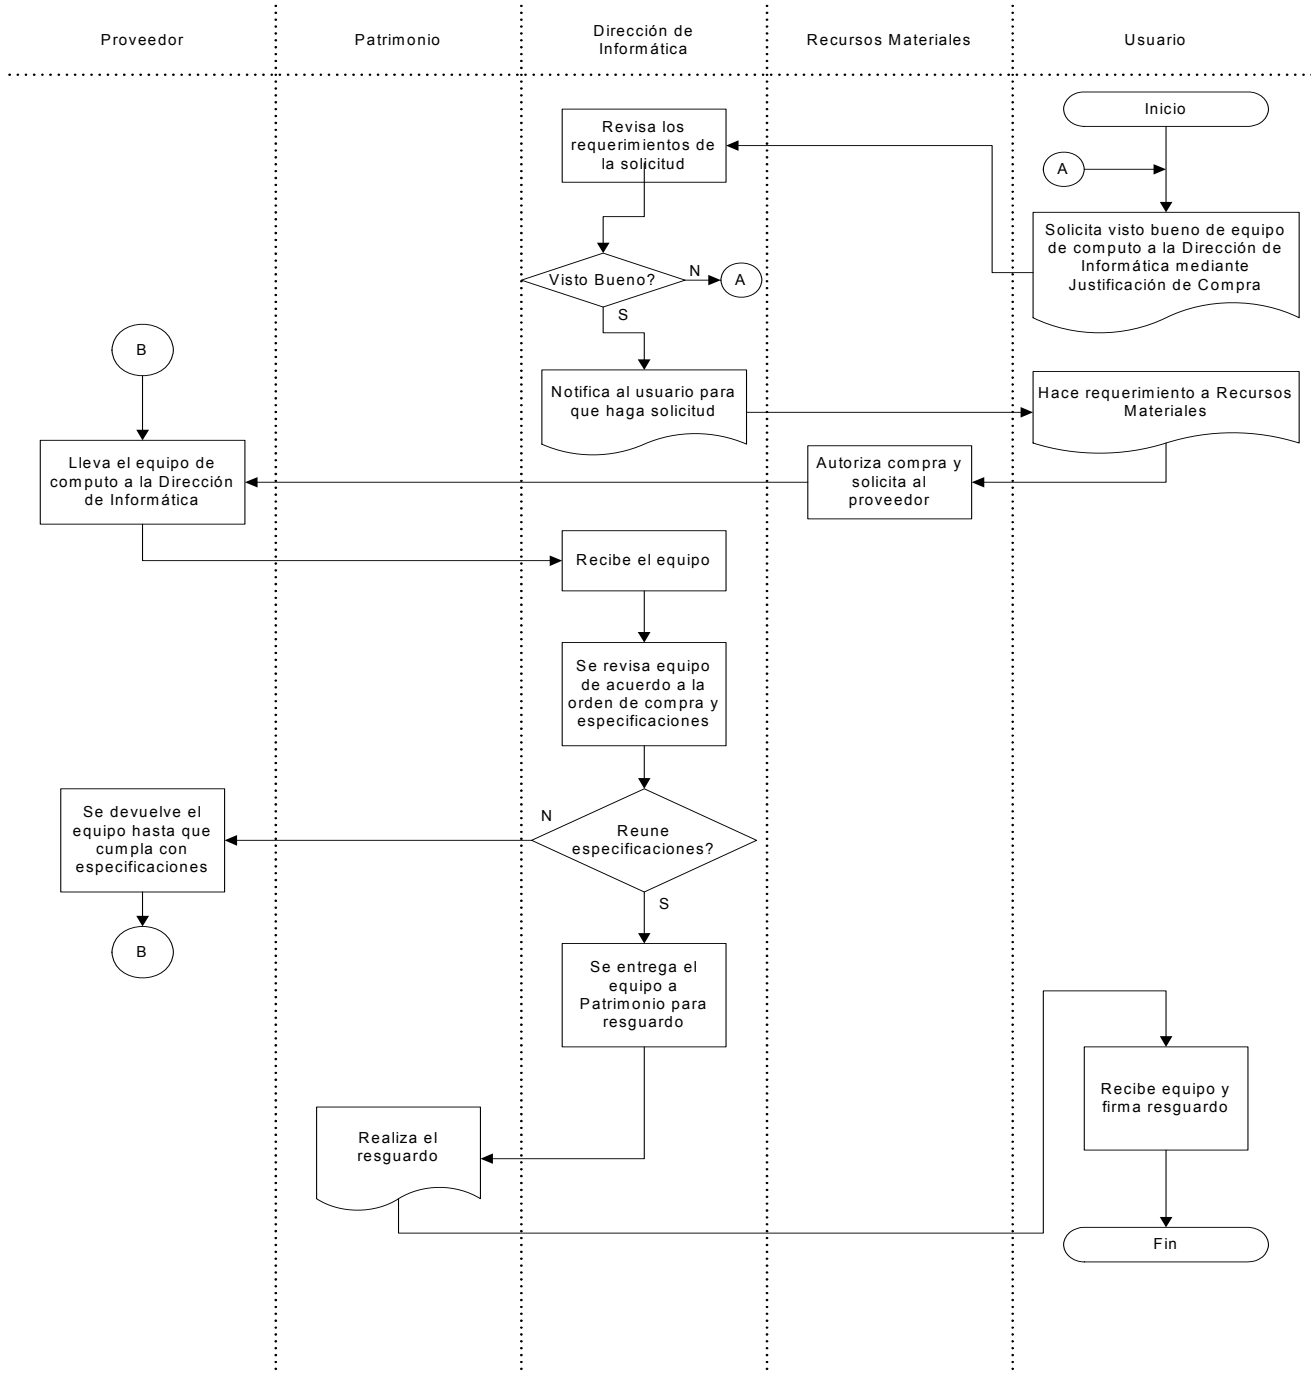 Proveedor
Patrimonio
Dirección de
Informática
Recursos Materiales
Usuario
Inicio
A
Solicita visto bueno de equipo
de computo a la Dirección de
Informática mediante
Justificación de Compra
Revisa los
requerimientos de
la solicitud
Visto Bueno?
N
A
S
Notifica al usuario para
que haga solicitud
Hace requerimiento a Recursos
Materiales
Autoriza compra y
solicita al
proveedor
B
Lleva el equipo de
computo a la Dirección
de Informática
Recibe el equipo
Se revisa equipo
de acuerdo a la
orden de compra y
especificaciones
Reune
especificaciones?
N
Se devuelve el
equipo hasta que
cumpla con
especificaciones
B
S
Se entrega el
equipo a
Patrimonio para
resguardo
Realiza el
resguardo
Recibe equipo y
firma resguardo
Fin